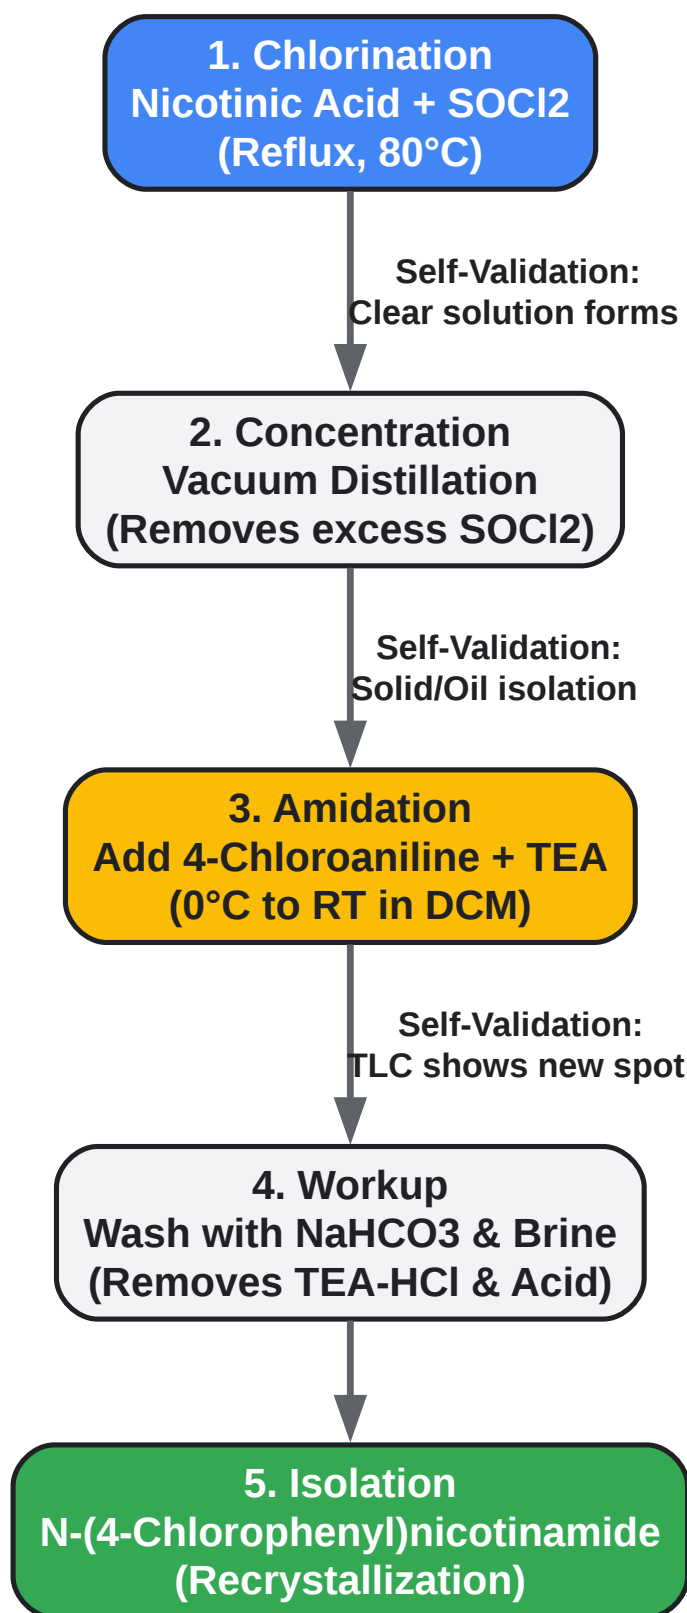 1. Chlorination
Nicotinic Acid + SOCl2
(Reflux, 80°C)
Self-Validation:
Clear solution forms
2. Concentration
Vacuum Distillation
(Removes excess SOCl2)
Self-Validation:
Solid/Oil isolation
3. Amidation
Add 4-Chloroaniline + TEA
(0°C to RT in DCM)
Self-Validation:
TLC shows new spot
4. Workup
Wash with NaHCO3 & Brine
(Removes TEA-HCl & Acid)
5. Isolation
N-(4-Chlorophenyl)nicotinamide
(Recrystallization)